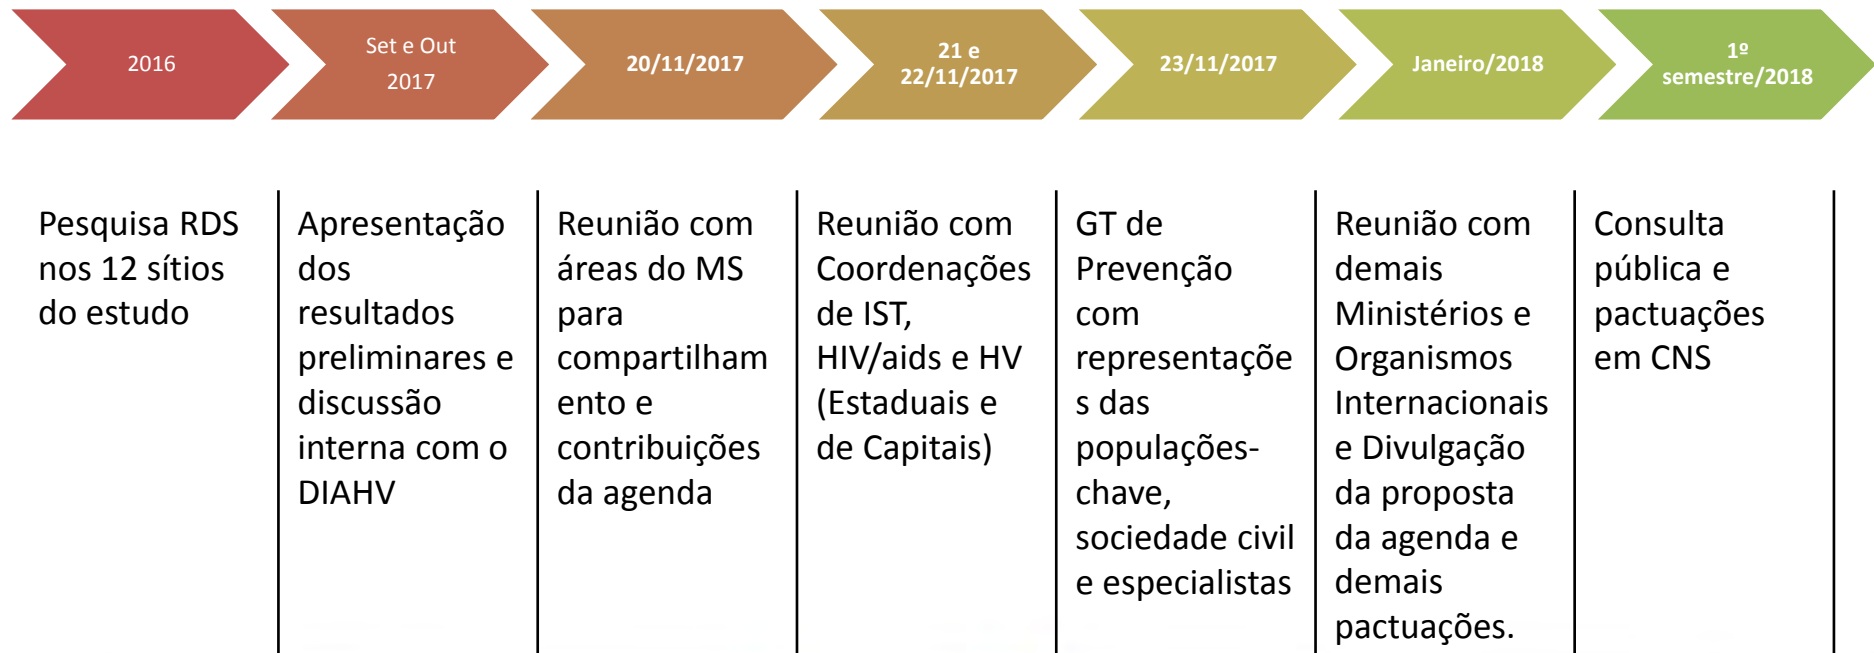 2016
Set e Out
2017
20/11/2017
21 e
22/11/2017
23/11/2017
Janeiro/2018
1º
semestre/2018
Pesquisa RDS
nos 12 sítios
do estudo
Apresentação
dos
resultados
preliminares e
discussão
interna com o
DIAHV
Reunião com
áreas do MS
para
compartilham
ento e
contribuições
da agenda
Reunião com
Coordenações
de IST,
HIV/aids e HV
(Estaduais e
de Capitais)
GT de
Prevenção
com
representaçõe
s das
populações-
chave,
sociedade civil
e especialistas
Reunião com
demais
Ministérios e
Organismos
Internacionais
e Divulgação
da proposta
da agenda e
demais
pactuações.
Consulta
pública e
pactuações
em CNS